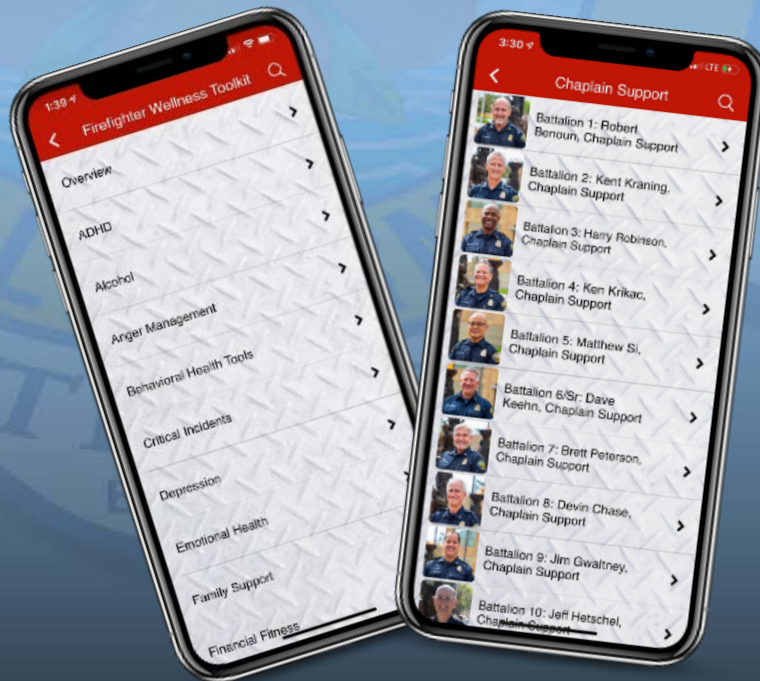 1:39
Firefighter Wellness Toolkit
Overview
ADHD
Alcohol
Anger Management
Behavioral Health Tools
Critical Incidents
Depression
Emotional Health
Family Support
Financial Fitness
3:30
LTE
Chaplain Support
Battalion 1: Robert
Benoun, Chaplain Support
Battalion 2: Kent Kraning,
Chaplain Support
Battalion 3: Harry Robinson,
Chaplain Support
Battalion 4: Ken Krikac,
Chaplain Support
Battalion 5: Matthew Si,
Chaplain Support
Battalion 6/Sr: Dave
Keehn, Chaplain Support
Battalion 7: Brett Peterson,
Chaplain Support
Battalion 8: Devin Chase,
Chaplain Support
Battalion 9: Jim Gwaltney,
Chaplain Support
Battalion 10: Jeff Hetschel,
Chaplain Support